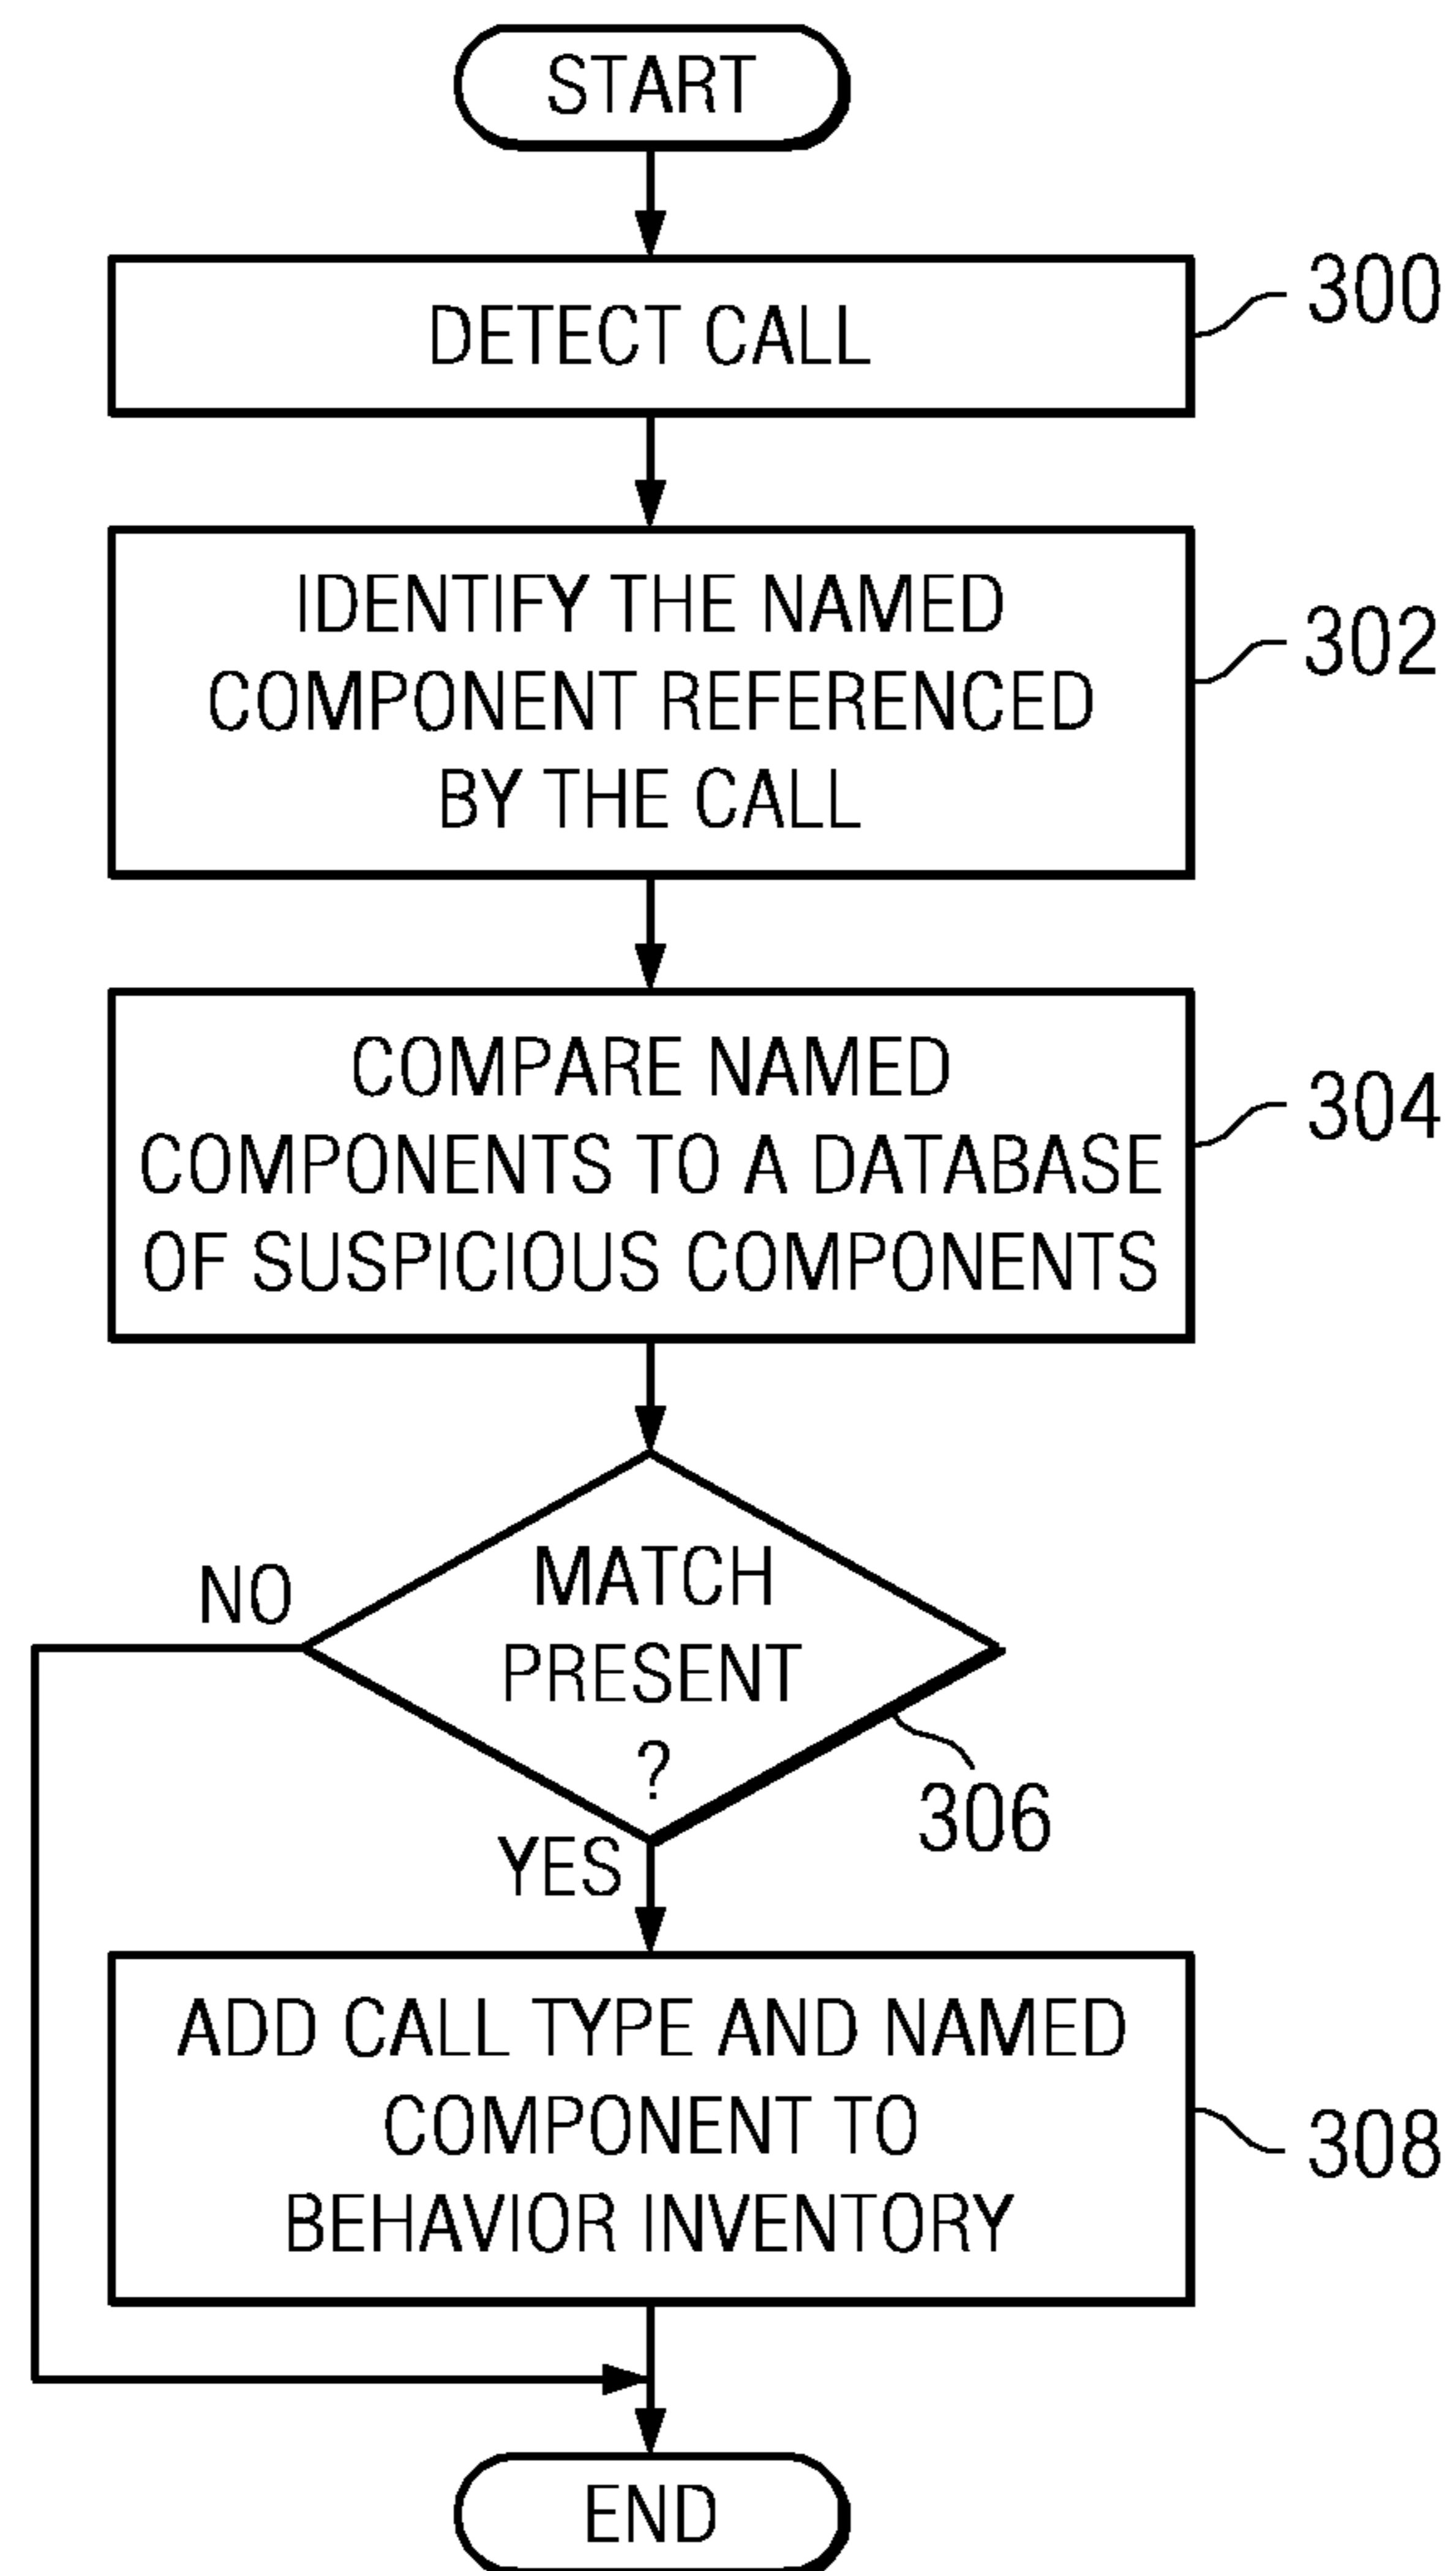 START
DETECT CALL
300
IDENTIFY THE NAMED
COMPONENT REFERENCED
BY THE CALL
302
COMPARE NAMED
COMPONENTS TO A DATABASE
OF SUSPICIOUS COMPONENTS
304
MATCH
PRESENT
?
NO
306
YES
ADD CALL TYPE AND NAMED
COMPONENT TO
BEHAVIOR INVENTORY
308
END